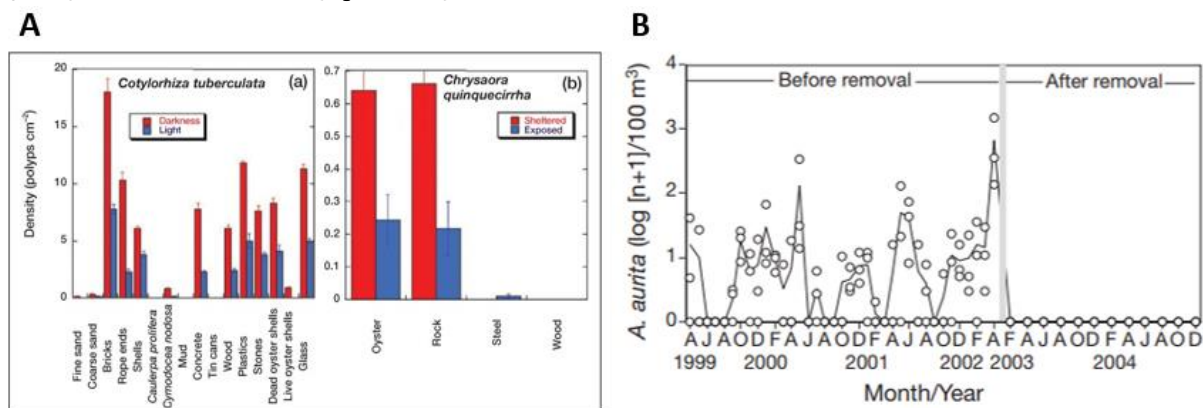 A
Cotylorhiza tuberculata
(a)
Darkness
Light
Density (polyps cm⁻²)
20
15
10
5
0
Fine sand
Coarse sand
Bricks
Rope ends
Shells
Caulerpa prolifera
Cymodocea nodosa
Mud
Concrete
Tin cans
Wood
Plastics
Stones
Dead oyster shells
Live oyster shells
Glass
Chrysaora
quinquecirrha
(b)
Sheltered
Exposed
0.7
0.6
0.5
0.4
0.3
0.2
0.1
0.0
Oyster
Rock
Steel
Wood
B
Before removal
After removal
A. aurita (log [n+1]/100 m³)
4
3
2
1
0
A J A O D F A J A O D F A J A O D F A J A O D F A J A O D F A J A O D
1999 2000 2001 2002 2003 2004
Month/Year